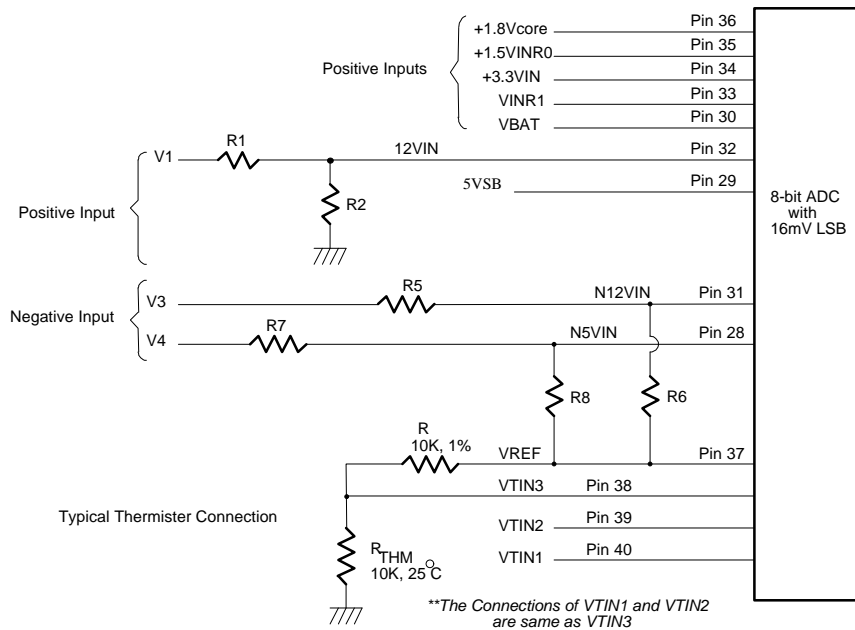 +1.8Vcore Pin 36
+1.5VINR0 Pin 35
Positive Inputs +3.3VIN Pin 34
VINR1 Pin 33
VBAT Pin 30
V1 R1 12VIN Pin 32
5VSB Pin 29
R2
Positive Input
8-bit ADC
with
16mV LSB
V3 R5 N12VIN Pin 31
Negative Input
V4 R7 N5VIN Pin 28
R8 R6
R
10K, 1%
VREF Pin 37
VTIN3 Pin 38
Typical Thermister Connection
VTIN2 Pin 39
VTIN1 Pin 40
RTHM
10K, 25°C
**The Connections of VTIN1 and VTIN2
are same as VTIN3